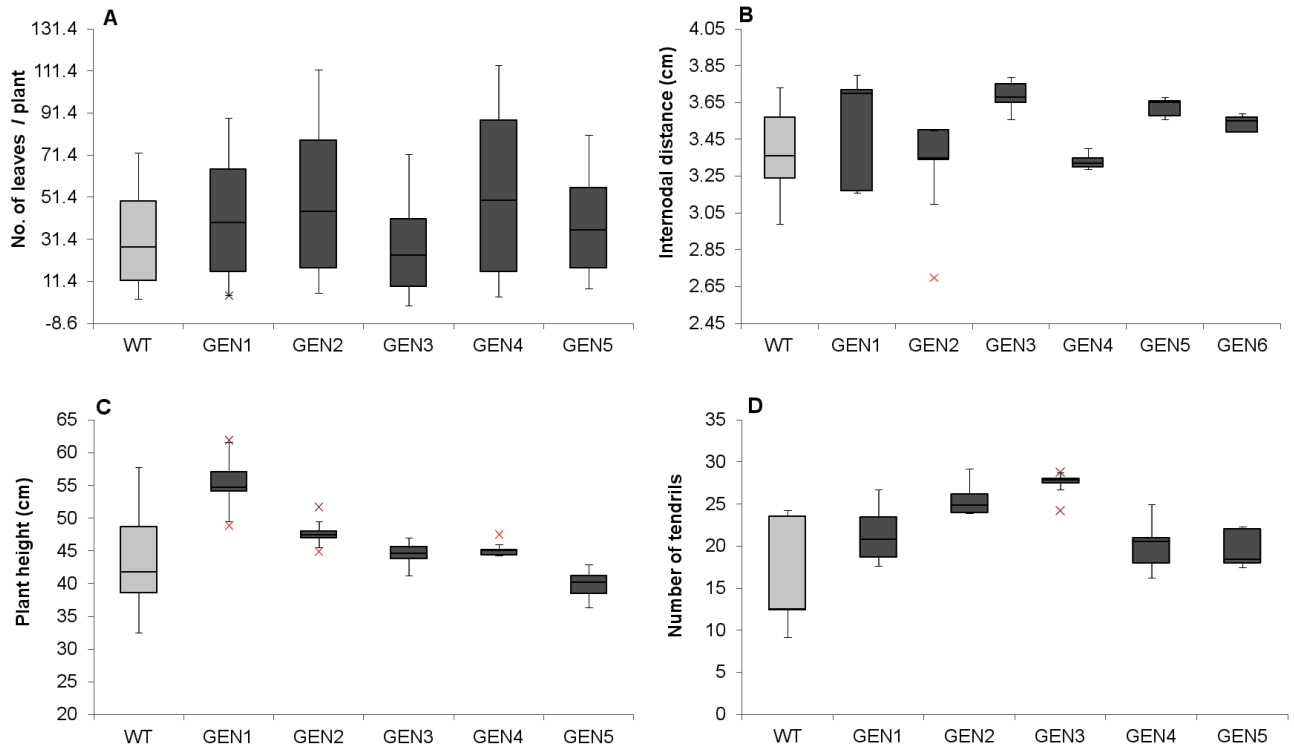 A
No. of leaves / plant
131.4
111.4
91.4
71.4
51.4
31.4
11.4
-8.6
WT GEN1 GEN2 GEN3 GEN4 GEN5
B
Internodal distance (cm)
4.05
3.85
3.65
3.45
3.25
3.05
2.85
2.65
2.45
WT GEN1 GEN2 GEN3 GEN4 GEN5 GEN6
C
Plant height (cm)
65
60
55
50
45
40
35
30
25
20
WT GEN1 GEN2 GEN3 GEN4 GEN5
D
Number of tendrils
35
30
25
20
15
10
5
0
WT GEN1 GEN2 GEN3 GEN4 GEN5